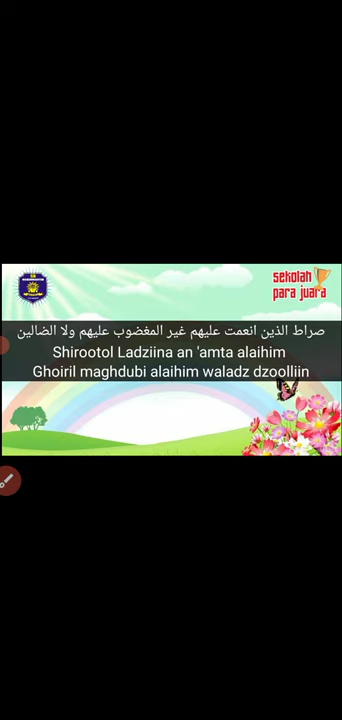 sekolah
para juara
صراط الذين انعمت عليهم غير المغضوب عليهم ولا الضالين
Shirootol Ladziina an 'amta alaihim
Ghoiril maghdubi alaihim waladz dzoolliin